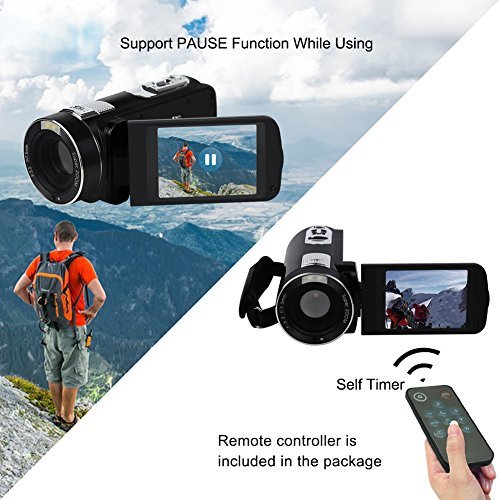 Support PAUSE Function While Using
Self Timer
Remote controller is
included in the package